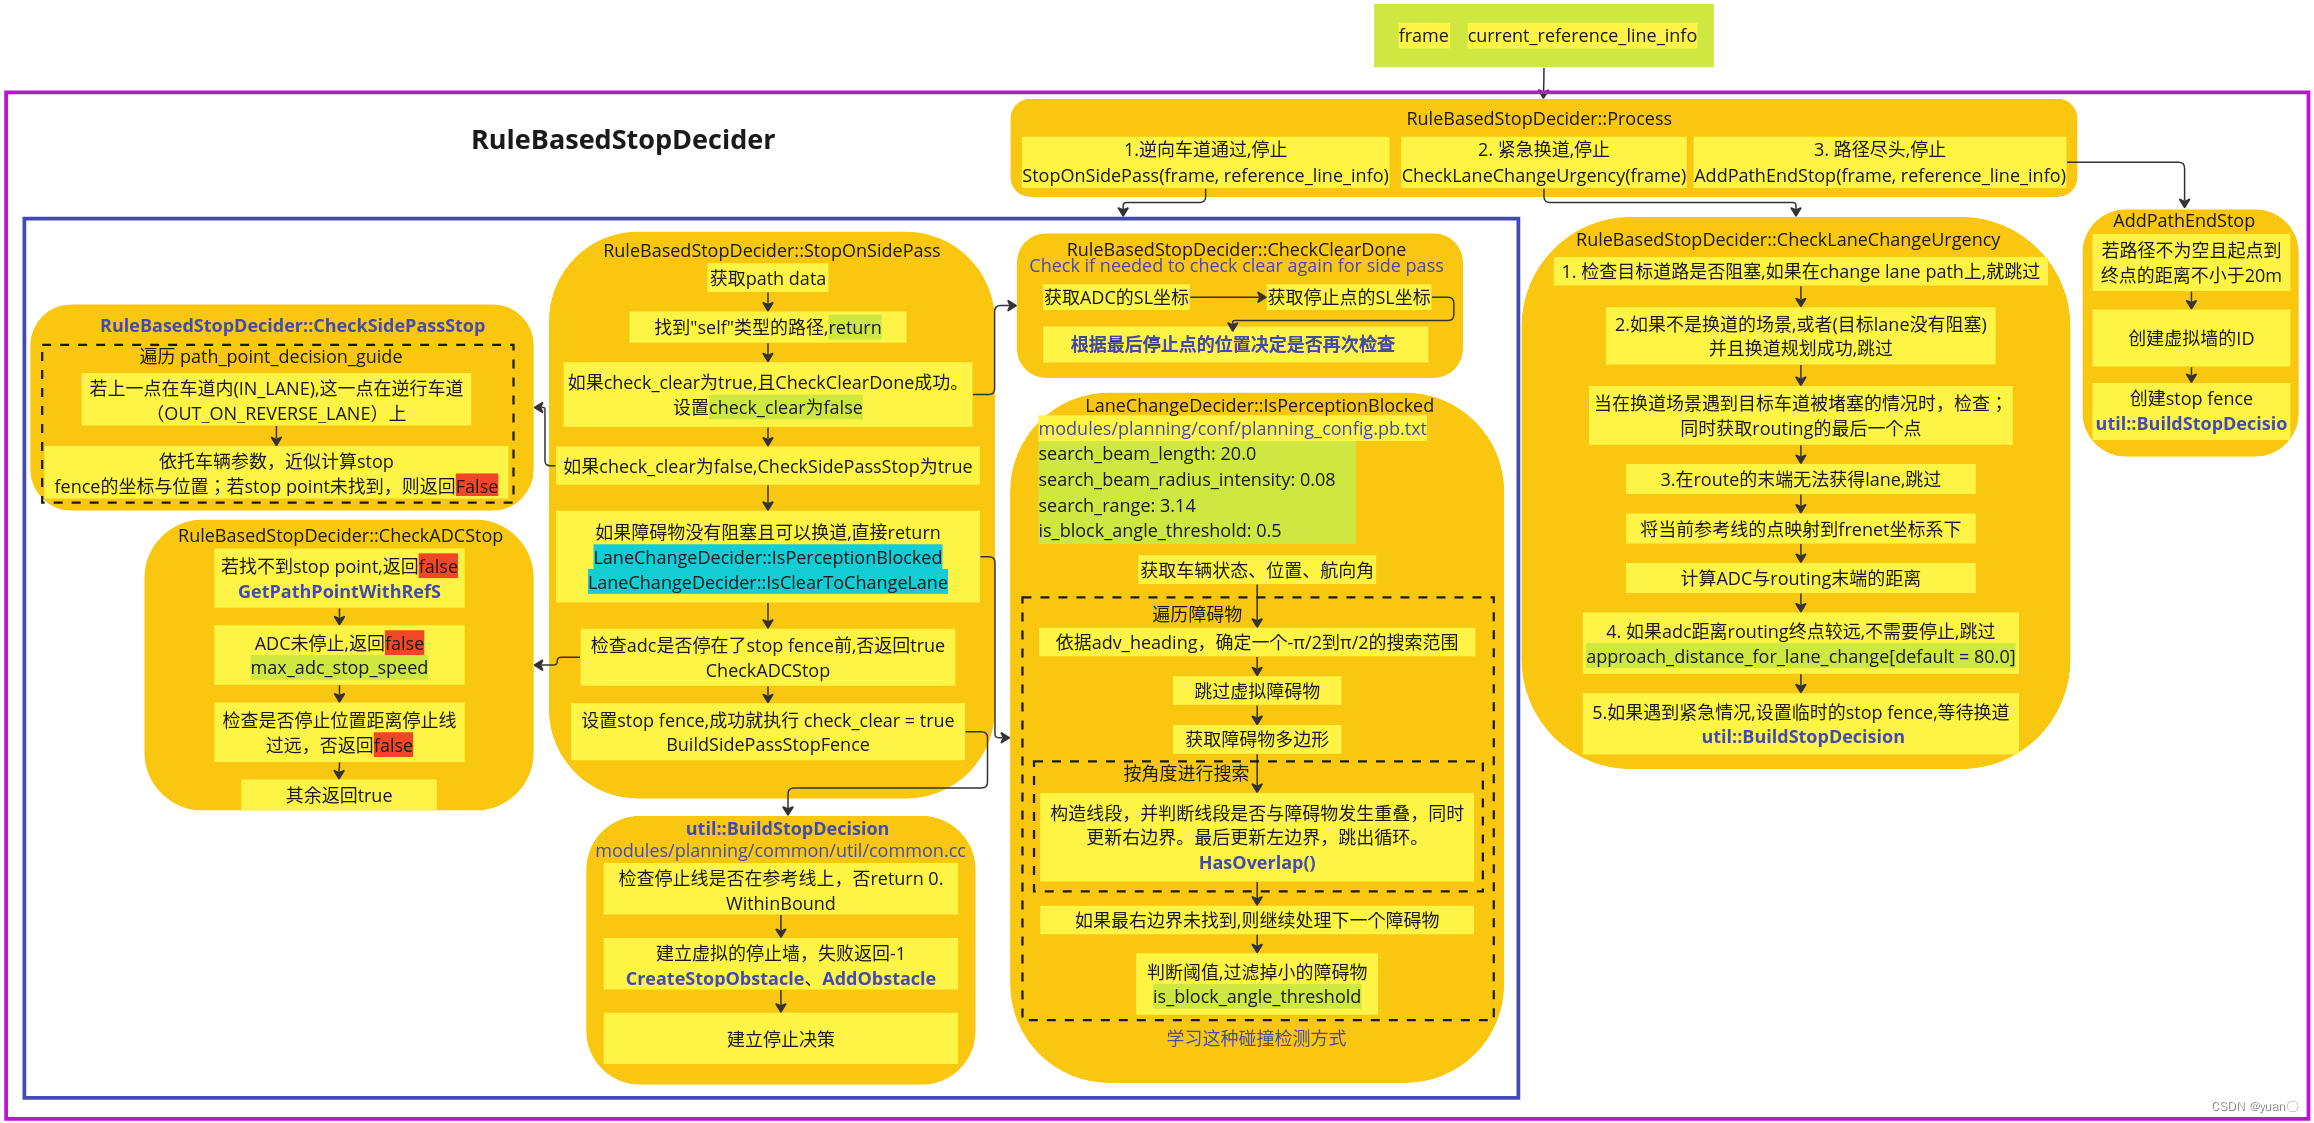 frame current_reference_line_info
RuleBasedStopDecider
RuleBasedStopDecider::Process
1.逆向车道通过,停止
StopOnSidePass(frame, reference_line_info)
2. 紧急换道,停止
CheckLaneChangeUrgency(frame)
3. 路径尽头,停止
AddPathEndStop(frame, reference_line_info)
RuleBasedStopDecider::CheckSidePassStop
遍历 path_point_decision_guide
若上一点在车道内(IN_LANE),这一点在逆行车道
（OUT_ON_REVERSE_LANE）上
依托车辆参数，近似计算stop
fence的坐标与位置；若stop point未找到，则返回False
RuleBasedStopDecider::CheckADCStop
若找不到stop point,返回false
GetPathPointWithRefS
ADC未停止,返回false
max_adc_stop_speed
检查是否停止位置距离停止线
过远，否返回false
其余返回true
RuleBasedStopDecider::StopOnSidePass
获取path data
找到"self"类型的路径,return
如果check_clear为true,且CheckClearDone成功。
设置check_clear为false
如果check_clear为false,CheckSidePassStop为true
如果障碍物没有阻塞且可以换道,直接return
LaneChangeDecider::IsPerceptionBlocked
LaneChangeDecider::IsClearToChangeLane
检查adc是否停在了stop fence前,否返回true
CheckADCStop
设置stop fence,成功就执行 check_clear = true
BuildSidePassStopFence
util::BuildStopDecision
modules/planning/common/util/common.cc
检查停止线是否在参考线上，否return 0.
WithinBound
建立虚拟的停止墙，失败返回-1
CreateStopObstacle、AddObstacle
建立停止决策
RuleBasedStopDecider::CheckClearDone
Check if needed to check clear again for side pass
获取ADC的SL坐标
获取停止点的SL坐标
根据最后停止点的位置决定是否再次检查
LaneChangeDecider::IsPerceptionBlocked
modules/planning/conf/planning_config.pb.txt
search_beam_length: 20.0
search_beam_radius_intensity: 0.08
search_range: 3.14
is_block_angle_threshold: 0.5
获取车辆状态、位置、航向角
遍历障碍物
依据adv_heading，确定一个-π/2到π/2的搜索范围
跳过虚拟障碍物
获取障碍物多边形
按角度进行搜索
构造线段，并判断线段是否与障碍物发生重叠，同时
更新右边界。最后更新左边界，跳出循环。
HasOverlap()
如果最右边界未找到,则继续处理下一个障碍物
判断阈值,过滤掉小的障碍物
is_block_angle_threshold
学习这种碰撞检测方式
RuleBasedStopDecider::CheckLaneChangeUrgency
1. 检查目标道路是否阻塞,如果在change lane path上,就跳过
2.如果不是换道的场景,或者(目标lane没有阻塞)
并且换道规划成功,跳过
当在换道场景遇到目标车道被堵塞的情况时，检查；
同时获取routing的最后一个点
3.在route的末端无法获得lane,跳过
将当前参考线的点映射到frenet坐标系下
计算ADC与routing末端的距离
4. 如果adc距离routing终点较远,不需要停止,跳过
approach_distance_for_lane_change[default = 80.0]
5.如果遇到紧急情况,设置临时的stop fence,等待换道
util::BuildStopDecision
AddPathEndStop
若路径不为空且起点到
终点的距离不小于20m
创建虚拟墙的ID
创建stop fence
util::BuildStopDecisio
CSDN @yuan〇